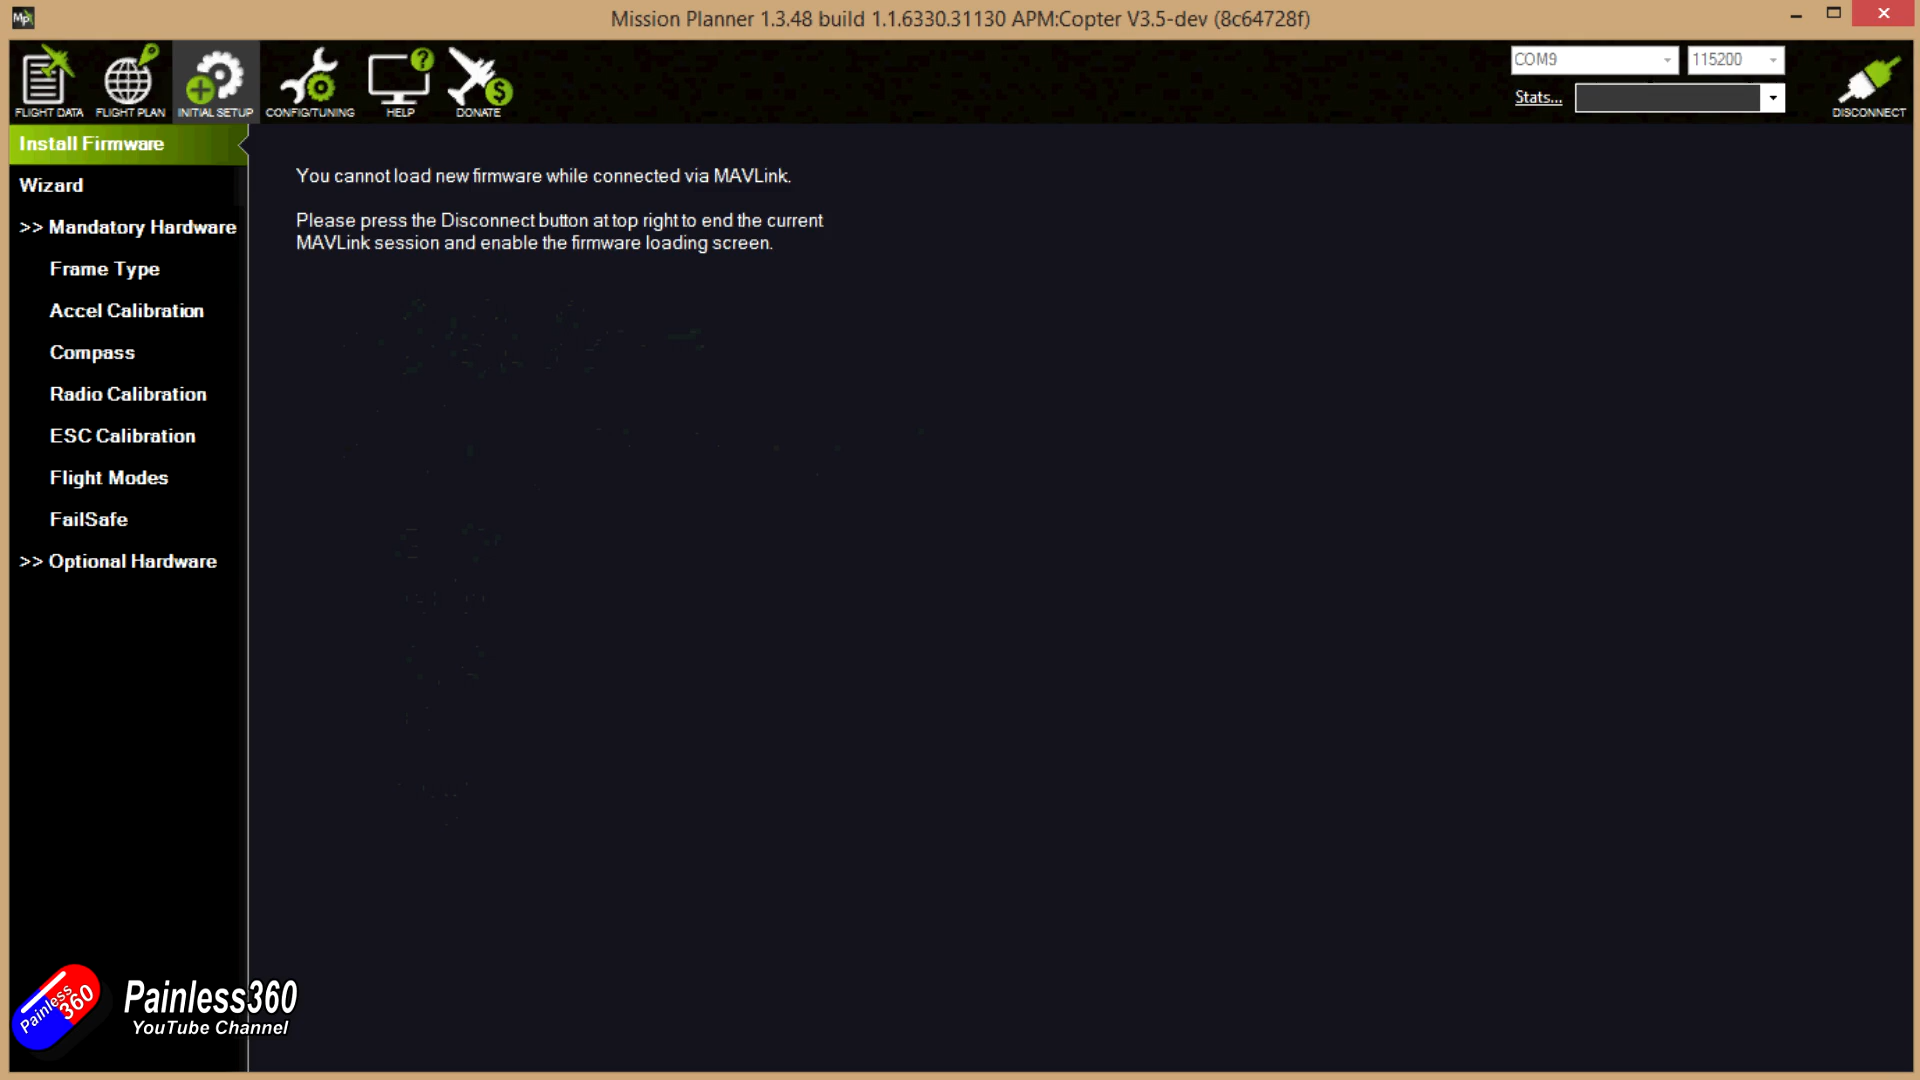 Mp
Mission Planner 1.3.48 build 1.1.6330.31130 APM:Copter V3.5-dev (8c64728f)
FLIGHT DATA
FLIGHT PLAN
INITIAL SETUP
CONFIG/TUNING
HELP
DONATE
COM9
115200
Stats...
DISCONNECT
Install Firmware
Wizard
>> Mandatory Hardware
Frame Type
Accel Calibration
Compass
Radio Calibration
ESC Calibration
Flight Modes
FailSafe
>> Optional Hardware
You cannot load new firmware while connected via MAVLink.
Please press the Disconnect button at top right to end the current
MAVLink session and enable the firmware loading screen.
Painless
360
Painless360
YouTube Channel